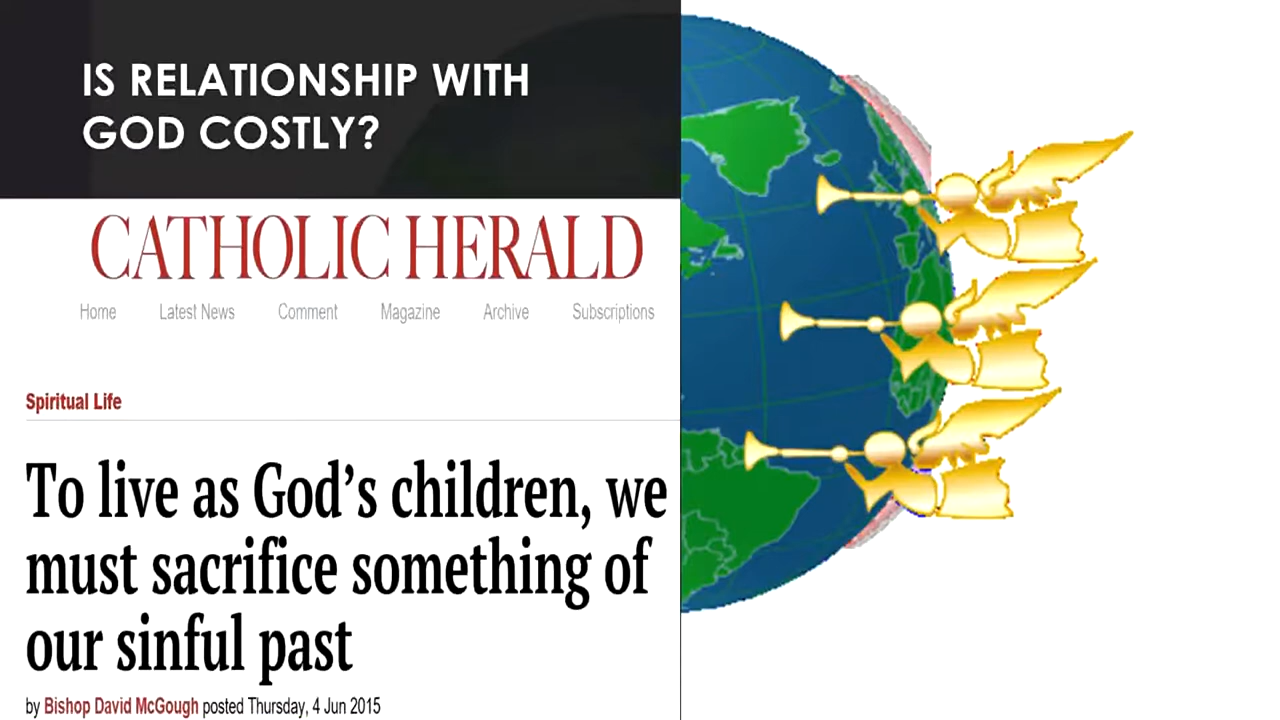 IS RELATIONSHIP WITH
GOD COSTLY?
CATHOLIC HERALD
Home Latest News Comment Magazine Archive Subscriptions
Spiritual Life
To live as God’s children, we
must sacrifice something of
our sinful past
by Bishop David McGough posted Thursday, 4 Jun 2015